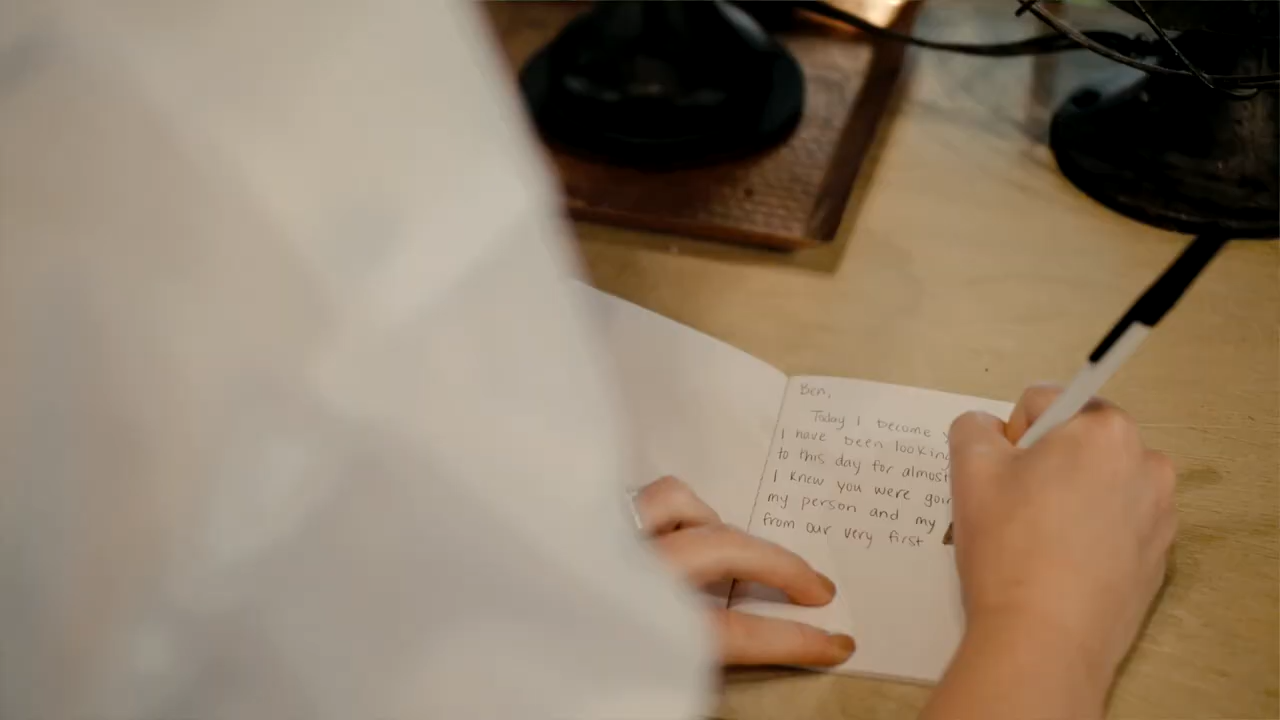 Ben,
Today I become
I have been looking
to this day for almost
I knew you were
my person and my
from our very first